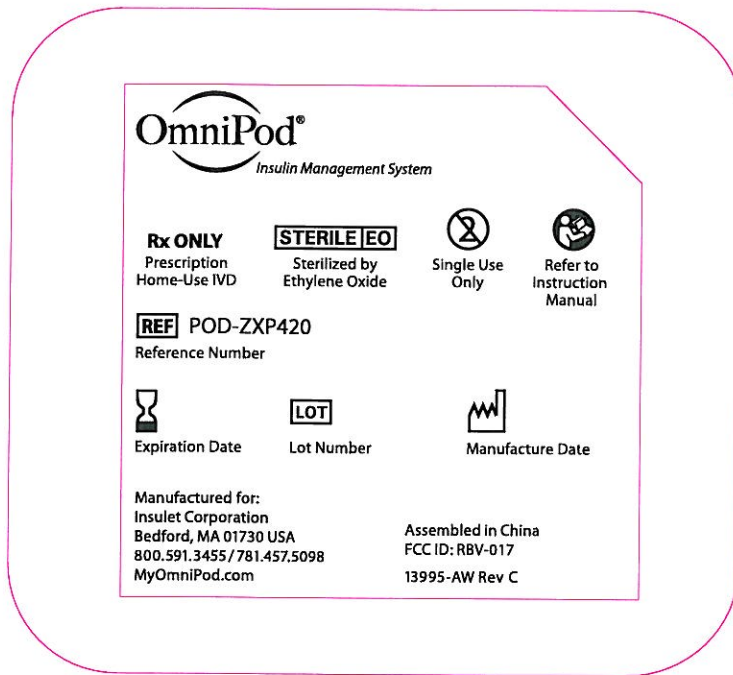 OmniPod®
Insulin Management System
Rx ONLY
Prescription
Home-Use IVD
STERILE EO
Sterilized by
Ethylene Oxide
2
Single Use
Only
Refer to
Instruction
Manual
REF POD-ZXP420
Reference Number
Expiration Date
LOT
Lot Number
Manufacture Date
Manufactured for:
Insulet Corporation
Bedford, MA 01730 USA
800.591.3455/781.457.5098
MyOmniPod.com
Assembled in China
FCC ID: RBV-017
13995-AW Rev C